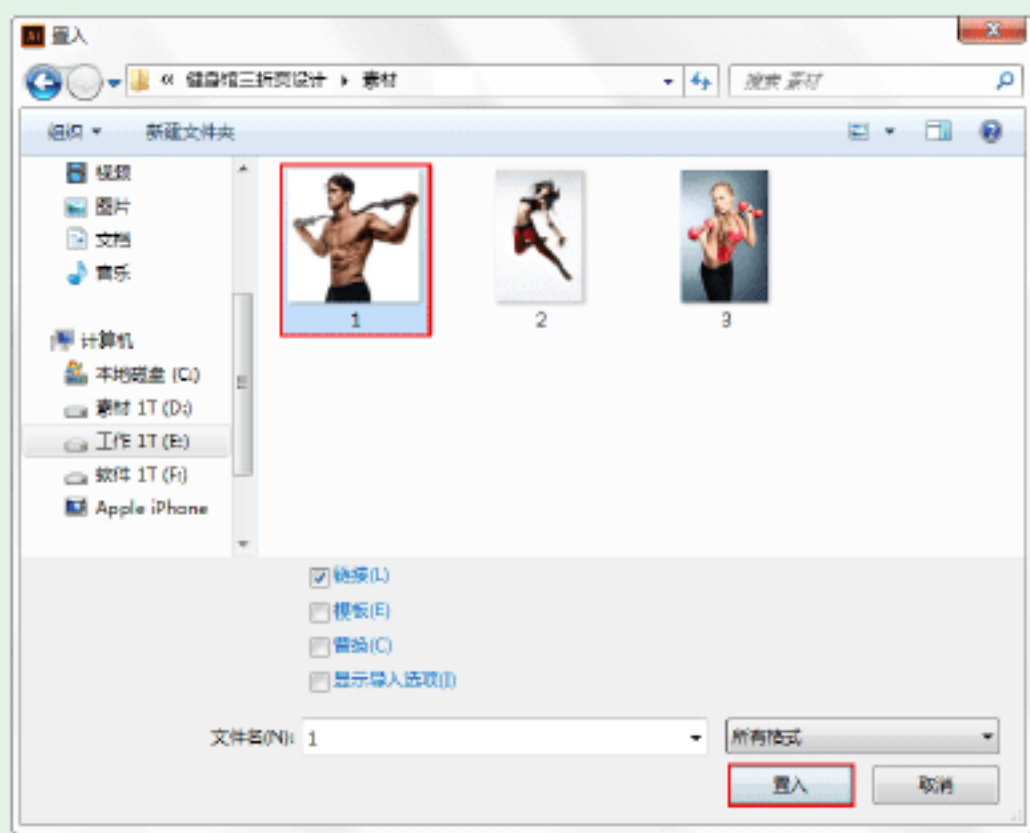 Ai 置入
« 健身馆三折页设计 ▸ 素材
搜索 素材
组织 新建文件夹
视频
图片
文档
音乐
计算机
本地磁盘 (C:)
素材 1T (D:)
工作 1T (E:)
软件 1T (F:)
Apple iPhone
1 2 3
链接(L)
模板(E)
替换(C)
显示导入选项(I)
文件名(N): 1 所有格式
置入 取消